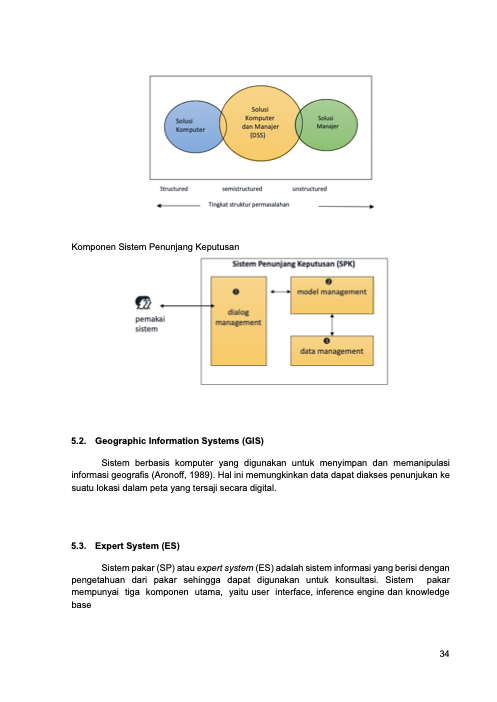 Solusi
Komputer
Solusi
Komputer
dan Manajer
(DSS)
Solusi
Manajer
Structured semistructured unstructured
Tingkat struktur permasalahan
Komponen Sistem Penunjang Keputusan
Sistem Penunjang Keputusan (SPK)
pemakai
sistem
1
dialog
management
2
model management
3
data management
5.2. Geographic Information Systems (GIS)
Sistem berbasis komputer yang digunakan untuk menyimpan dan memanipulasi
informasi geografis (Aronoff, 1989). Hal ini memungkinkan data dapat diakses penunjukan ke
suatu lokasi dalam peta yang tersaji secara digital.
5.3. Expert System (ES)
Sistem pakar (SP) atau expert system (ES) adalah sistem informasi yang berisi dengan
pengetahuan dari pakar sehingga dapat digunakan untuk konsultasi. Sistem pakar
mempunyai tiga komponen utama, yaitu user interface, inference engine dan knowledge
base
34